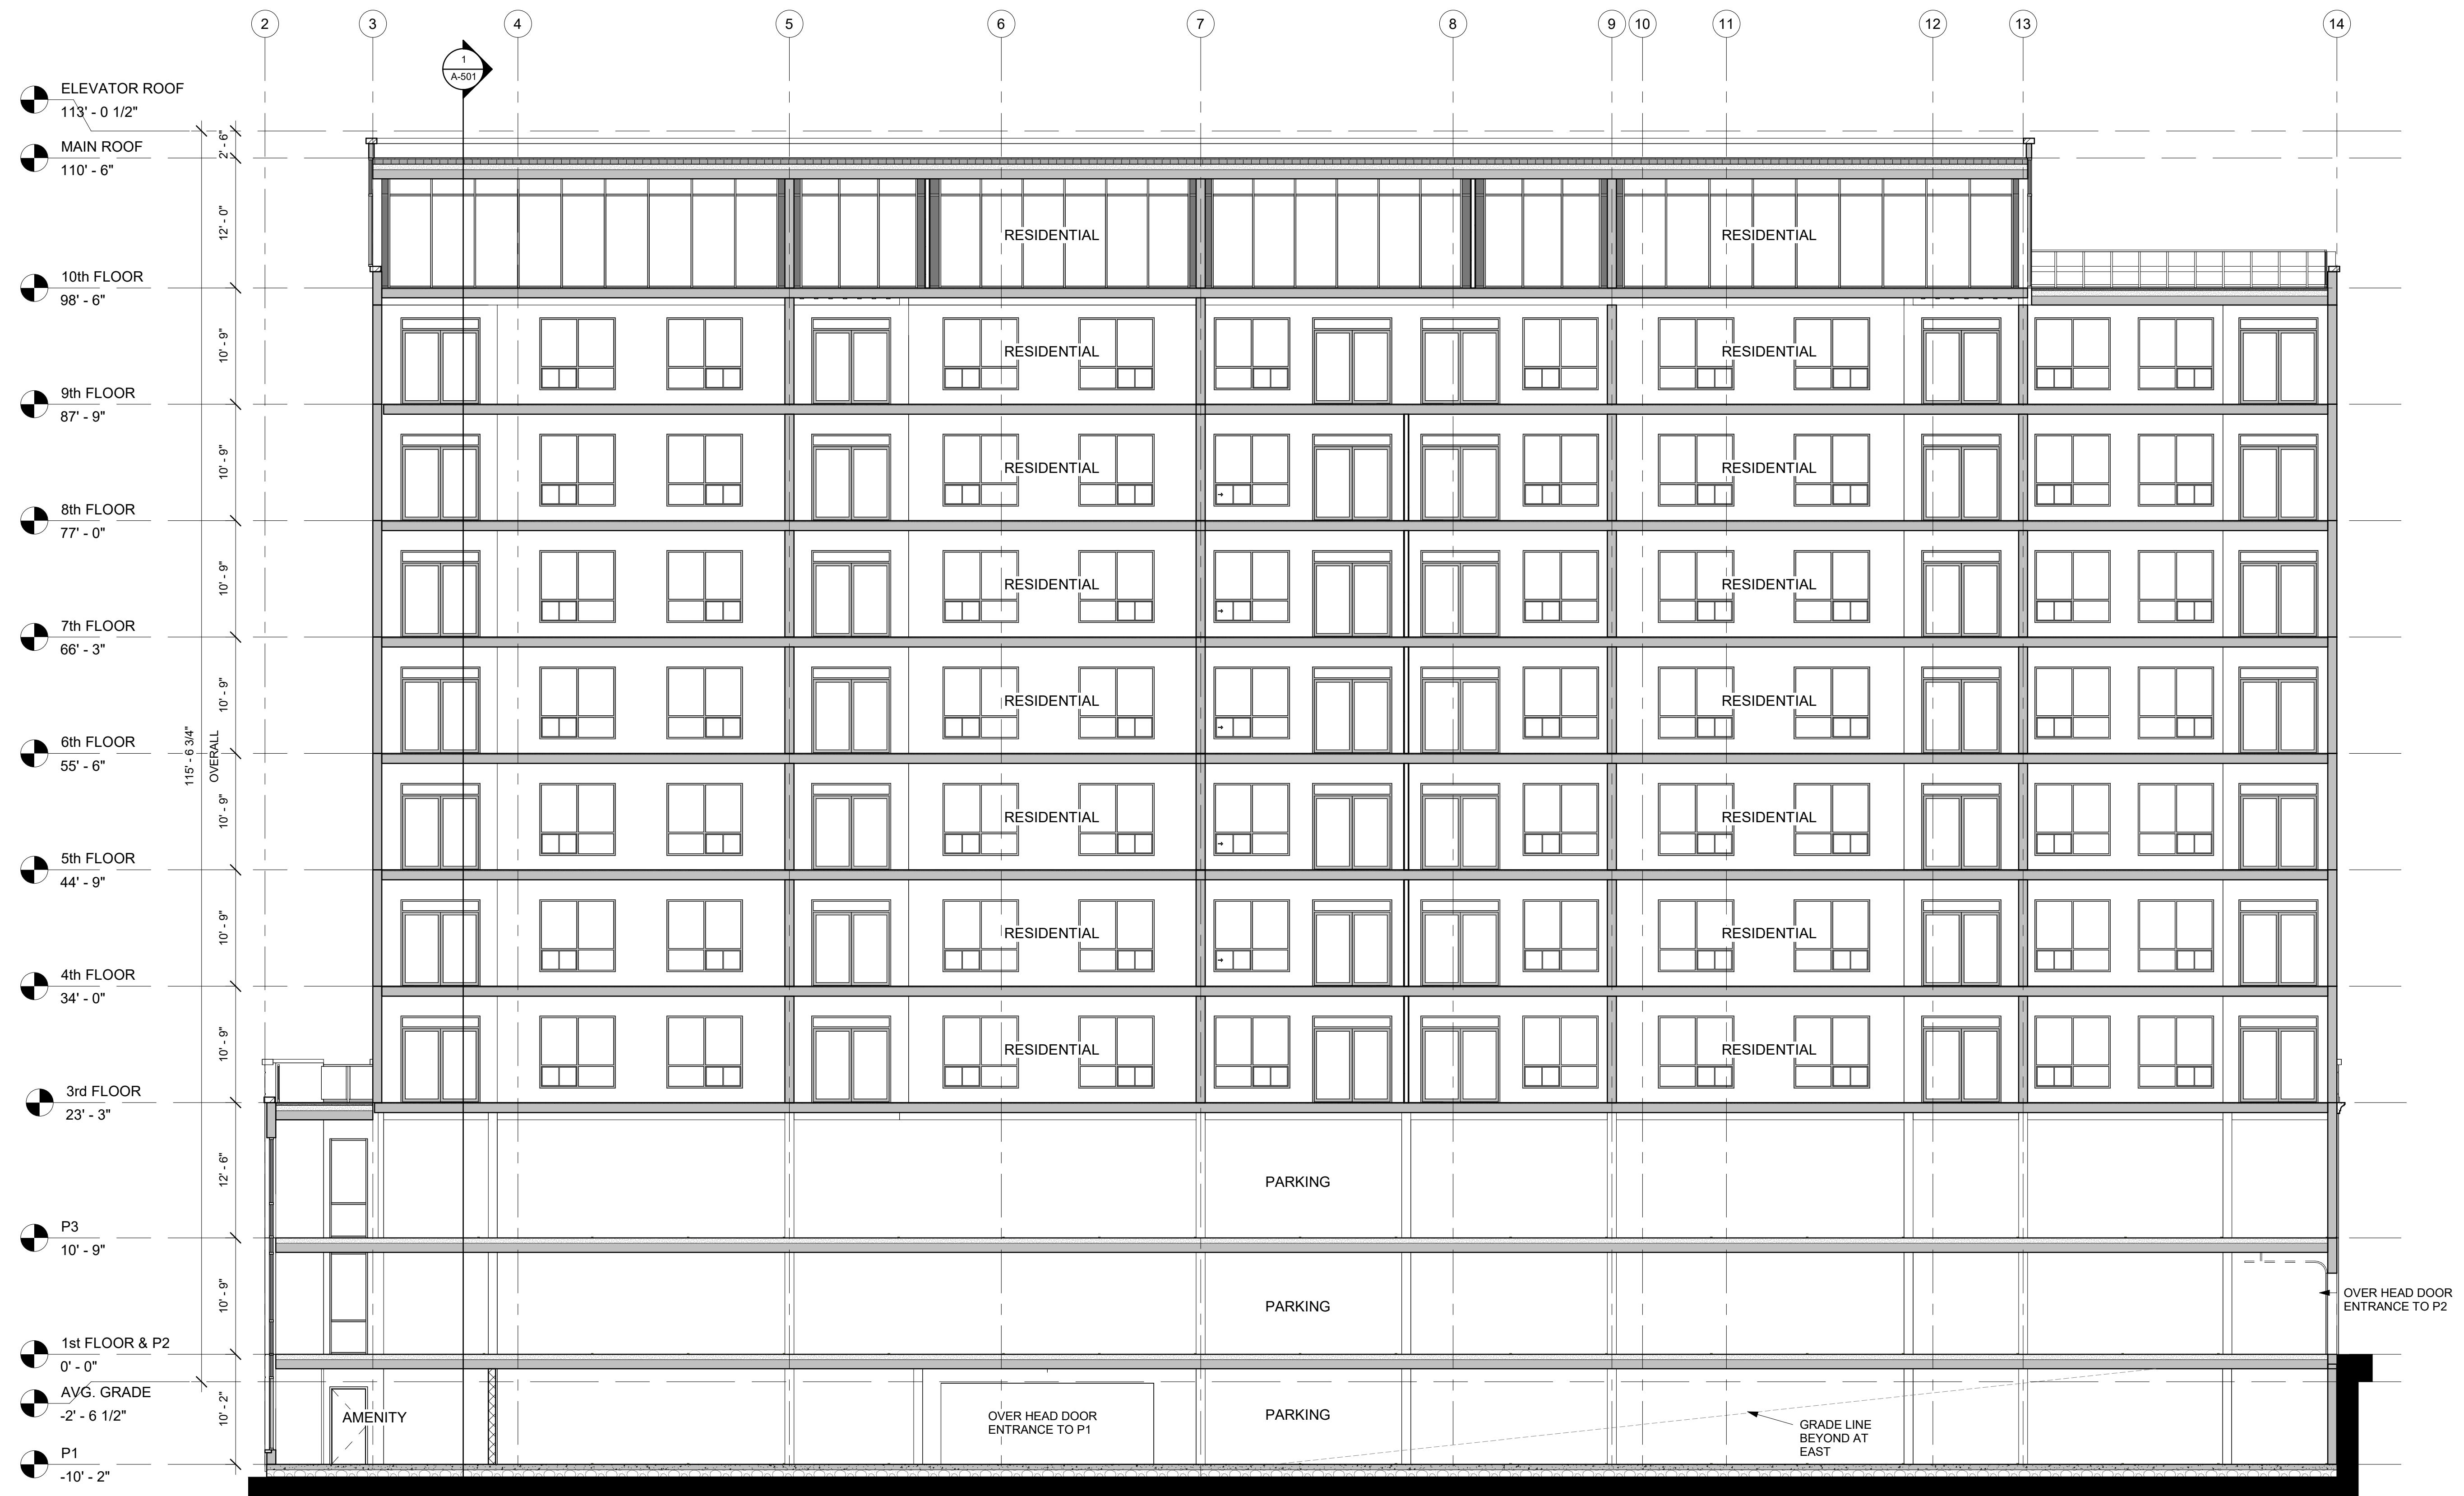 2 3 4 5 6 7 8 9 10 11 12 13 14
1
A-501
ELEVATOR ROOF
113' - 0 1/2"
2' - 6"
MAIN ROOF
110' - 6"
12' - 0"
RESIDENTIAL RESIDENTIAL
10th FLOOR
98' - 6"
10' - 9"
RESIDENTIAL RESIDENTIAL
9th FLOOR
87' - 9"
10' - 9"
RESIDENTIAL RESIDENTIAL
8th FLOOR
77' - 0"
10' - 9"
RESIDENTIAL RESIDENTIAL
7th FLOOR
66' - 3"
10' - 9"
RESIDENTIAL RESIDENTIAL
6th FLOOR
55' - 6"
115' - 6 3/4"
OVERALL
10' - 9"
RESIDENTIAL RESIDENTIAL
5th FLOOR
44' - 9"
10' - 9"
RESIDENTIAL RESIDENTIAL
4th FLOOR
34' - 0"
10' - 9"
RESIDENTIAL RESIDENTIAL
3rd FLOOR
23' - 3"
12' - 6"
PARKING
P3
10' - 9"
10' - 9"
PARKING
OVER HEAD DOOR
ENTRANCE TO P2
1st FLOOR & P2
0' - 0"
AVG. GRADE
-2' - 6 1/2"
10' - 2"
AMENITY
OVER HEAD DOOR
ENTRANCE TO P1
PARKING
GRADE LINE
BEYOND AT
EAST
P1
-10' - 2"